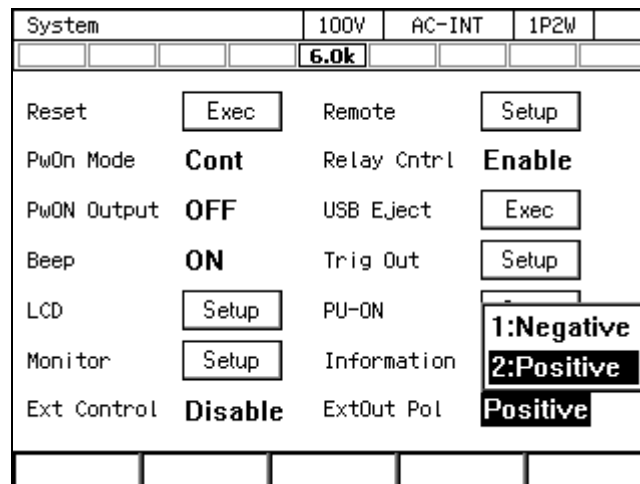 System 100V AC-INT 1P2W
6.0k
Reset Exec Remote Setup
PwOn Mode Cont Relay Cntrl Enable
PwON Output OFF USB Eject Exec
Beep ON Trig Out Setup
LCD Setup PU-ON
1:Negative
Monitor Setup Information 2:Positive
Ext Control Disable ExtOut Pol Positive